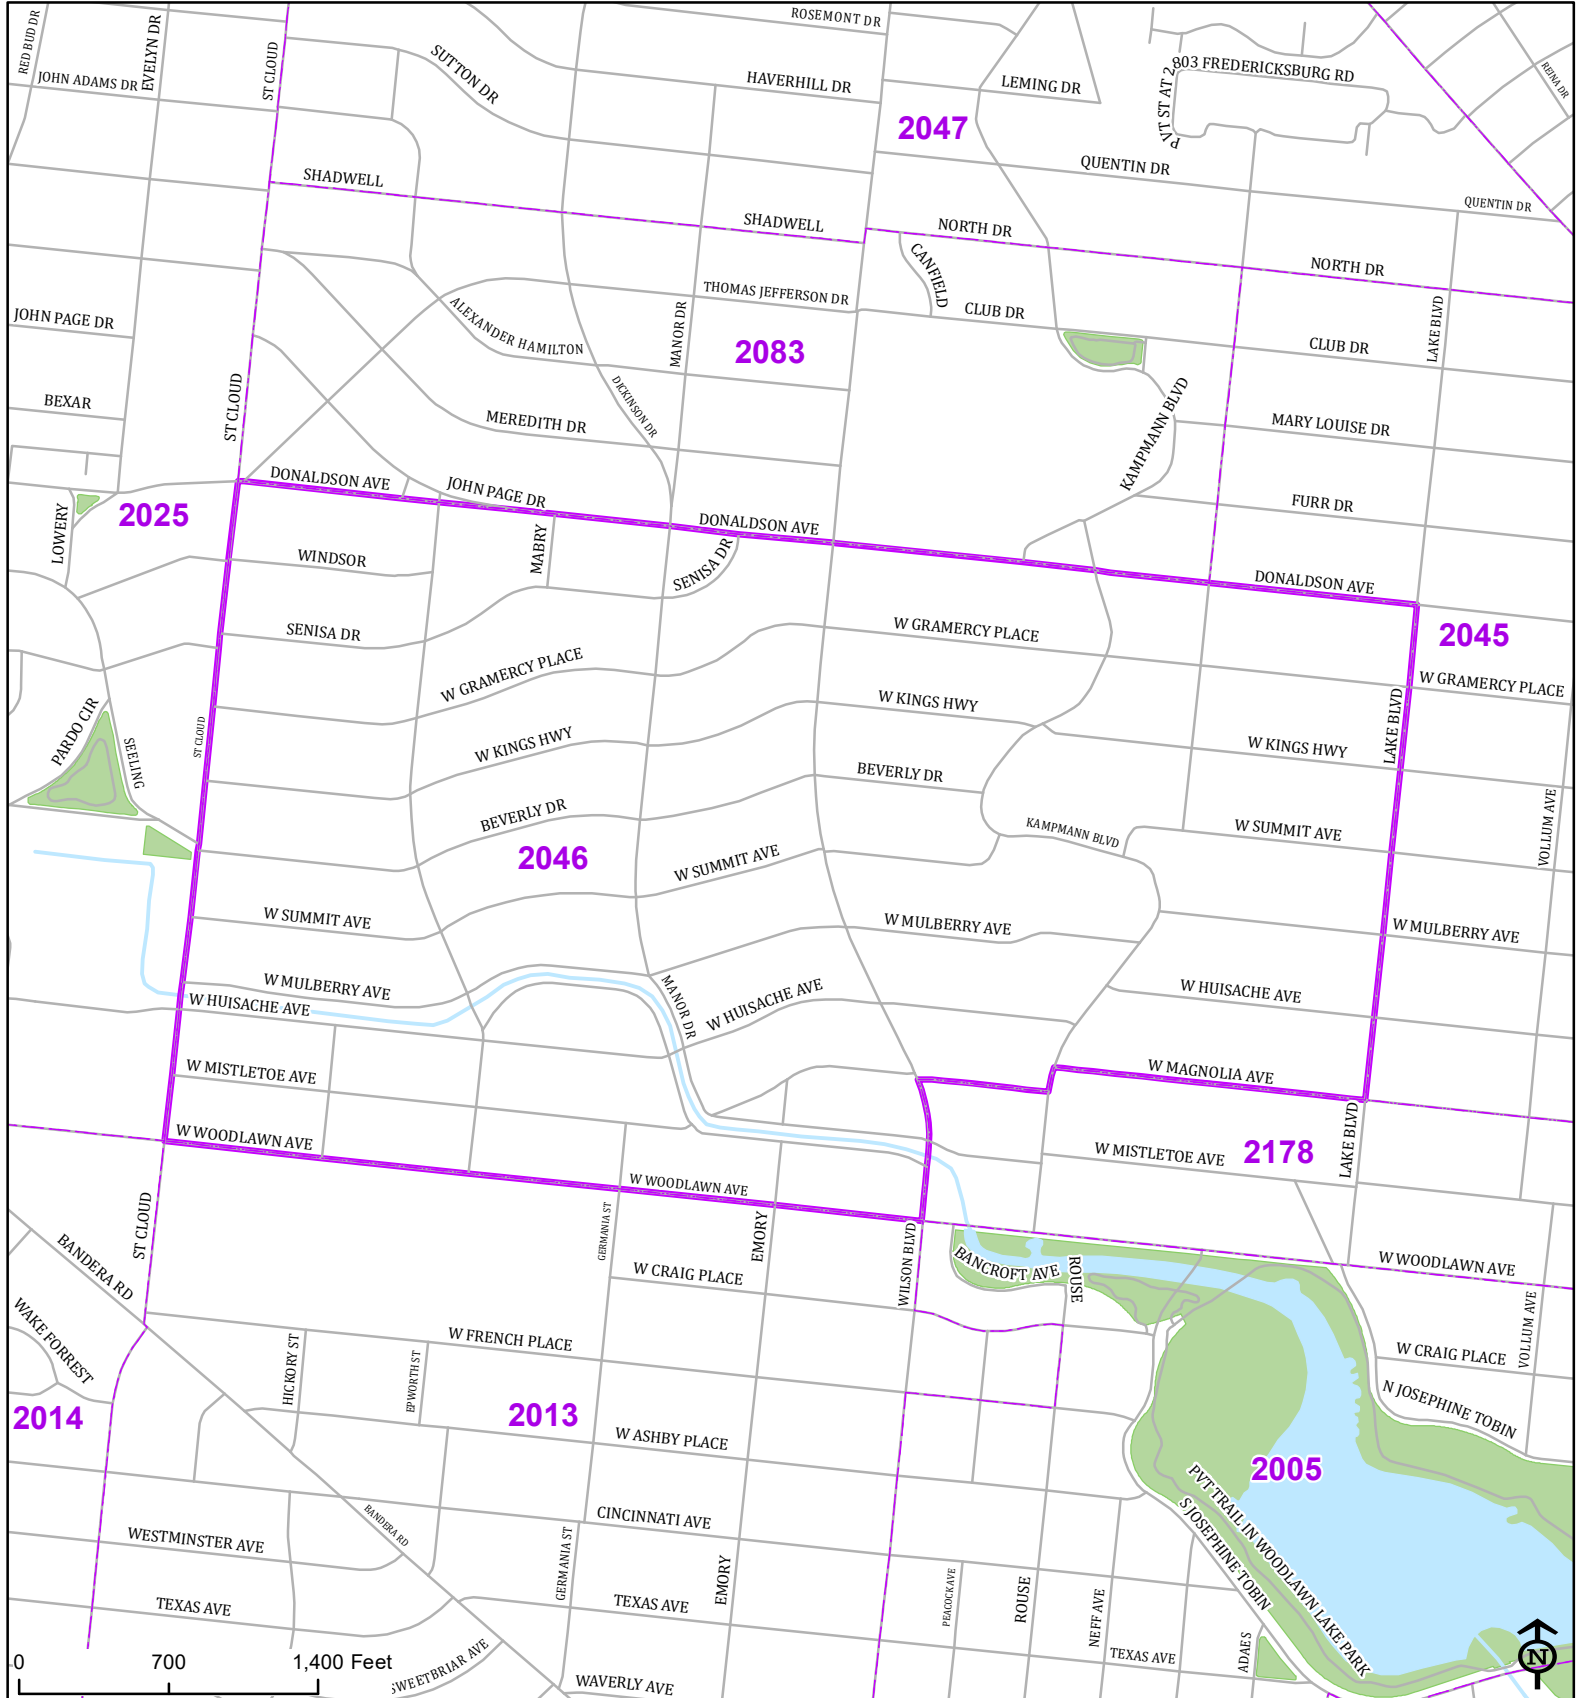 RED BUD DR
EVELYN DR
ST CLOUD
SUTTON DR
ROSEMONT DR
HAVERHILL DR
LEMING DR
PVT ST AT 2,803 FREDERICKSBURG RD
REINA DR
JOHN ADAMS DR
2047
QUENTIN DR
QUENTIN DR
SHADWELL
SHADWELL
NORTH DR
NORTH DR
CANFIELD
THOMAS JEFFERSON DR
CLUB DR
CLUB DR
LAKE BLVD
JOHN PAGE DR
ALEXANDER HAMILTON
MANOR DR
2083
DICKINSON DR
ST CLOUD
BEXAR
MEREDITH DR
KAMPMANN BLVD
MARY LOUISE DR
DONALDSON AVE
JOHN PAGE DR
DONALDSON AVE
FURR DR
2025
LOWERY
WINDSOR
MABRY
SENISA DR
DONALDSON AVE
SENISA DR
W GRAMERCY PLACE
2045
W GRAMERCY PLACE
W GRAMERCY PLACE
PARDO CIR
SEELING
ST CLOUD
W KINGS HWY
W KINGS HWY
W KINGS HWY
LAKE BLVD
BEVERLY DR
BEVERLY DR
KAMPMANN BLVD
W SUMMIT AVE
VOLLUM AVE
2046
W SUMMIT AVE
W SUMMIT AVE
W MULBERRY AVE
W MULBERRY AVE
W MULBERRY AVE
W HUISACHE AVE
MANOR DR
W HUISACHE AVE
W HUISACHE AVE
W MISTLETOE AVE
W MAGNOLIA AVE
W WOODLAWN AVE
W MISTLETOE AVE
2178
LAKE BLVD
W WOODLAWN AVE
ST CLOUD
GERMANIA ST
EMORY
WILSON BLVD
BANCROFT AVE
ROUSE
W WOODLAWN AVE
BANDERA RD
W CRAIG PLACE
VOLLUM AVE
WAKE FORREST
W FRENCH PLACE
W CRAIG PLACE
HICKORY ST
EPWORTH ST
N JOSEPHINE TOBIN
2014
2013
W ASHBY PLACE
2005
PVT TRAIL IN WOODLAWN LAKE PARK
S JOSEPHINE TOBIN
BANDERA RD
CINCINNATI AVE
WESTMINSTER AVE
GERMANIA ST
EMORY
PEACOCK AVE
ROUSE
NEFF AVE
TEXAS AVE
TEXAS AVE
TEXAS AVE
ADAES
SWEETBRIAR AVE
WAVERLY AVE
0 700 1,400 Feet
N